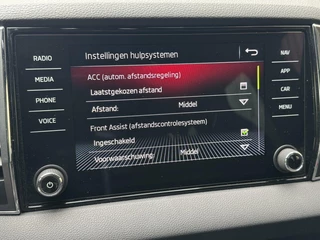 Instellingen hulpsystemen
RADIO
MEDIA
PHONE
VOICE
ACC (autom. afstandsregeling)
Laatstgekozen afstand
Afstand: Middel
Front Assist (afstandscontrolesysteem)
Ingeschakeld
Voorwaarschuwing Middel
NAV
APP
CAR
MENU